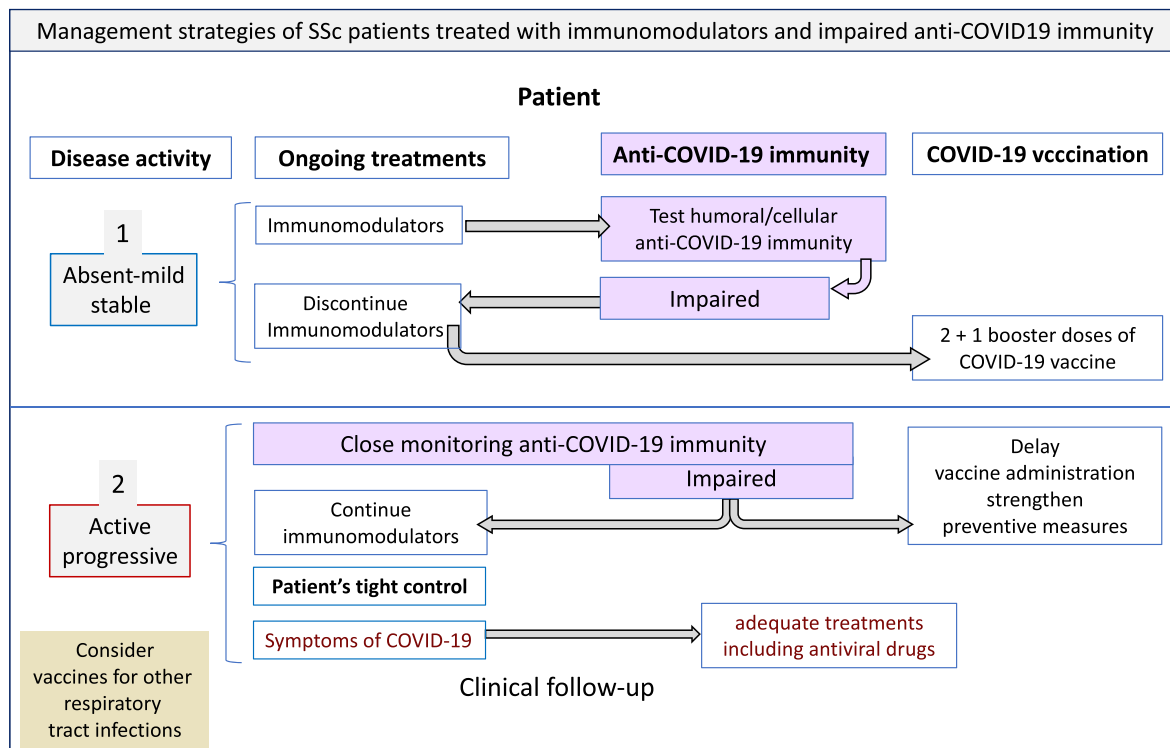 Management strategies of SSc patients treated with immunomodulators and impaired anti-COVID19 immunity
Patient
Disease activity
Ongoing treatments
Anti-COVID-19 immunity
COVID-19 vcccination
1
Absent-mild
stable
Immunomodulators
Test humoral/cellular
anti-COVID-19 immunity
Impaired
Discontinue
Immunomodulators
2 + 1 booster doses of
COVID-19 vaccine
2
Active
progressive
Close monitoring anti-COVID-19 immunity
Impaired
Continue
immunomodulators
Delay
vaccine administration
strengthen
preventive measures
Patient’s tight control
Symptoms of COVID-19
adequate treatments
including antiviral drugs
Consider
vaccines for other
respiratory
tract infections
Clinical follow-up